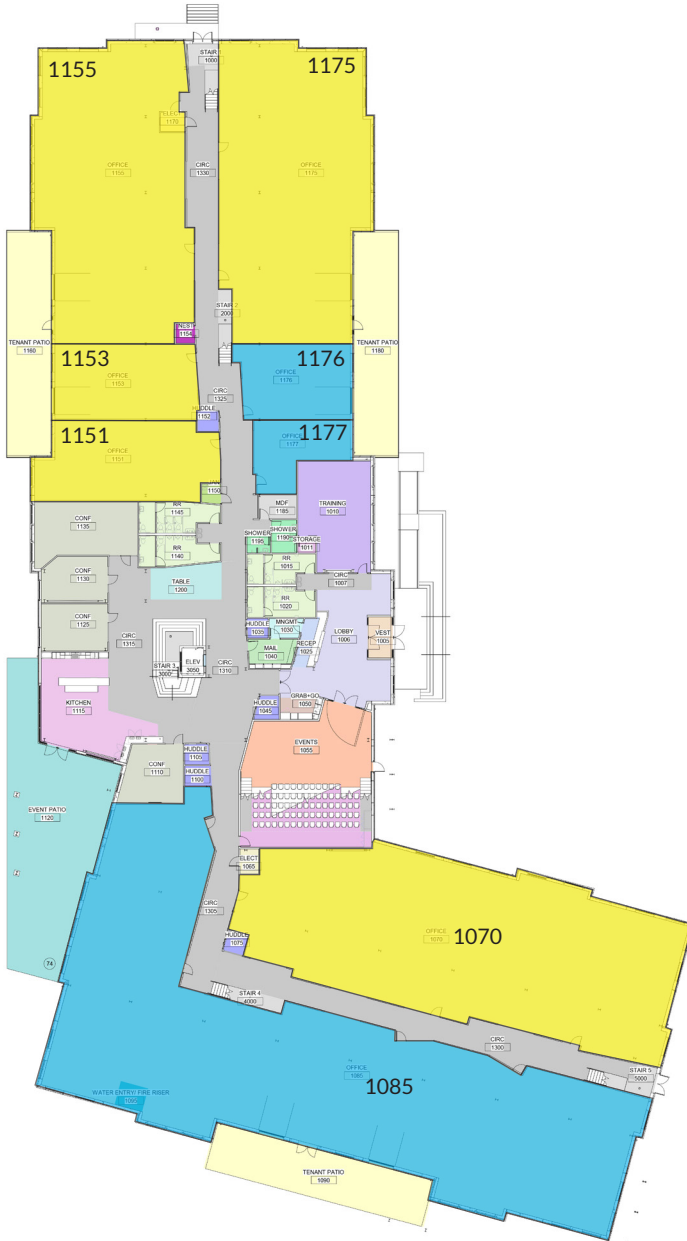 STAIR
1000
1155
1175
ELECT
1170
CIRC
1330
OFFICE
1155
OFFICE
1175
STAIR 2
2000
NEST
1154
TENANT PATIO
1160
TENANT PATIO
1180
1153
OFFICE
1153
1176
OFFICE
1176
CIRC
1325
HUDDLE
1152
1151
OFFICE
1151
1177
OFFICE
1177
1150
TRAINING
1010
MDF
1185
RR
1145
CONF
1135
SHOWER
1190
SHOWER
1195
STORAGE
1011
RR
1140
RR
1015
CONF
1130
TABLE
1200
CIRC
1007
RR
1020
CONF
1125
HUDDLE
1035
MNGMT
1030
CIRC
1315
LOBBY
1006
VEST
1005
MAIL
1040
RECEP
1025
STAIR 3
3000
ELEV
3050
CIRC
1310
KITCHEN
1115
GRAB+GO
1050
HUDDLE
1045
HUDDLE
1105
EVENTS
1055
CONF
1110
HUDDLE
1100
EVENT PATIO
1120
ELECT
1065
CIRC
1305
OFFICE
1070
1070
HUDDLE
1075
74
STAIR 4
4000
CIRC
1300
OFFICE
1085
1085
STAIR 5
5000
WATER ENTRY/ FIRE RISER
1095
TENANT PATIO
1090